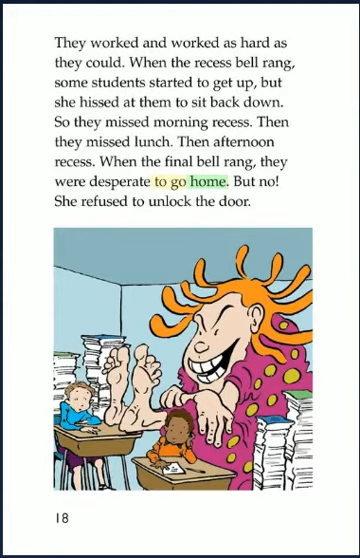 They worked and worked as hard as
they could. When the recess bell rang,
some students started to get up, but
she hissed at them to sit back down.
So they missed morning recess. Then
they missed lunch. Then afternoon
recess. When the final bell rang, they
were desperate to go home. But no!
She refused to unlock the door.
18